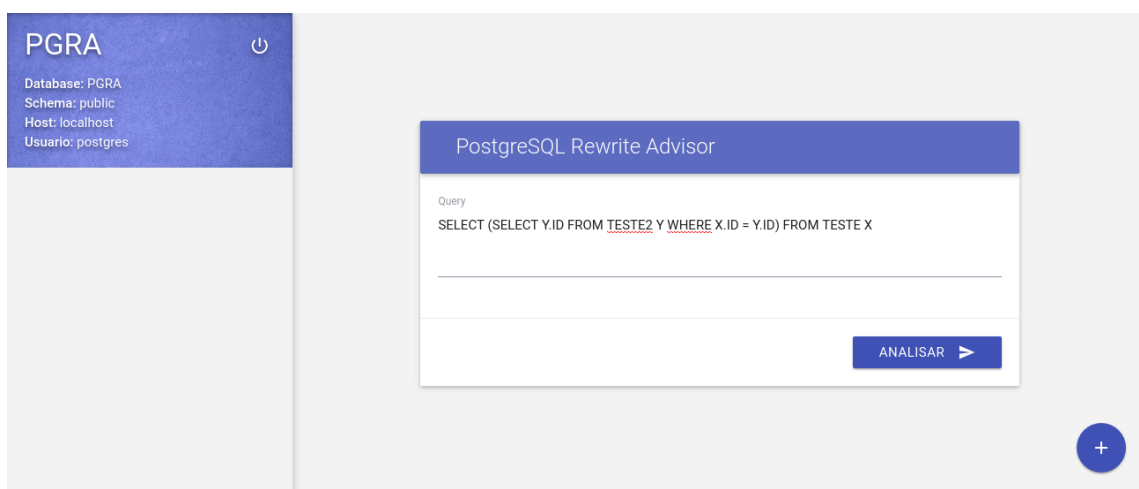 PGRA
Database: PGRA
Schema: public
Host: localhost
Usuario: postgres
PostgreSQL Rewrite Advisor
Query
SELECT (SELECT Y.ID FROM TESTE2 Y WHERE X.ID = Y.ID) FROM TESTE X
ANALISAR
+